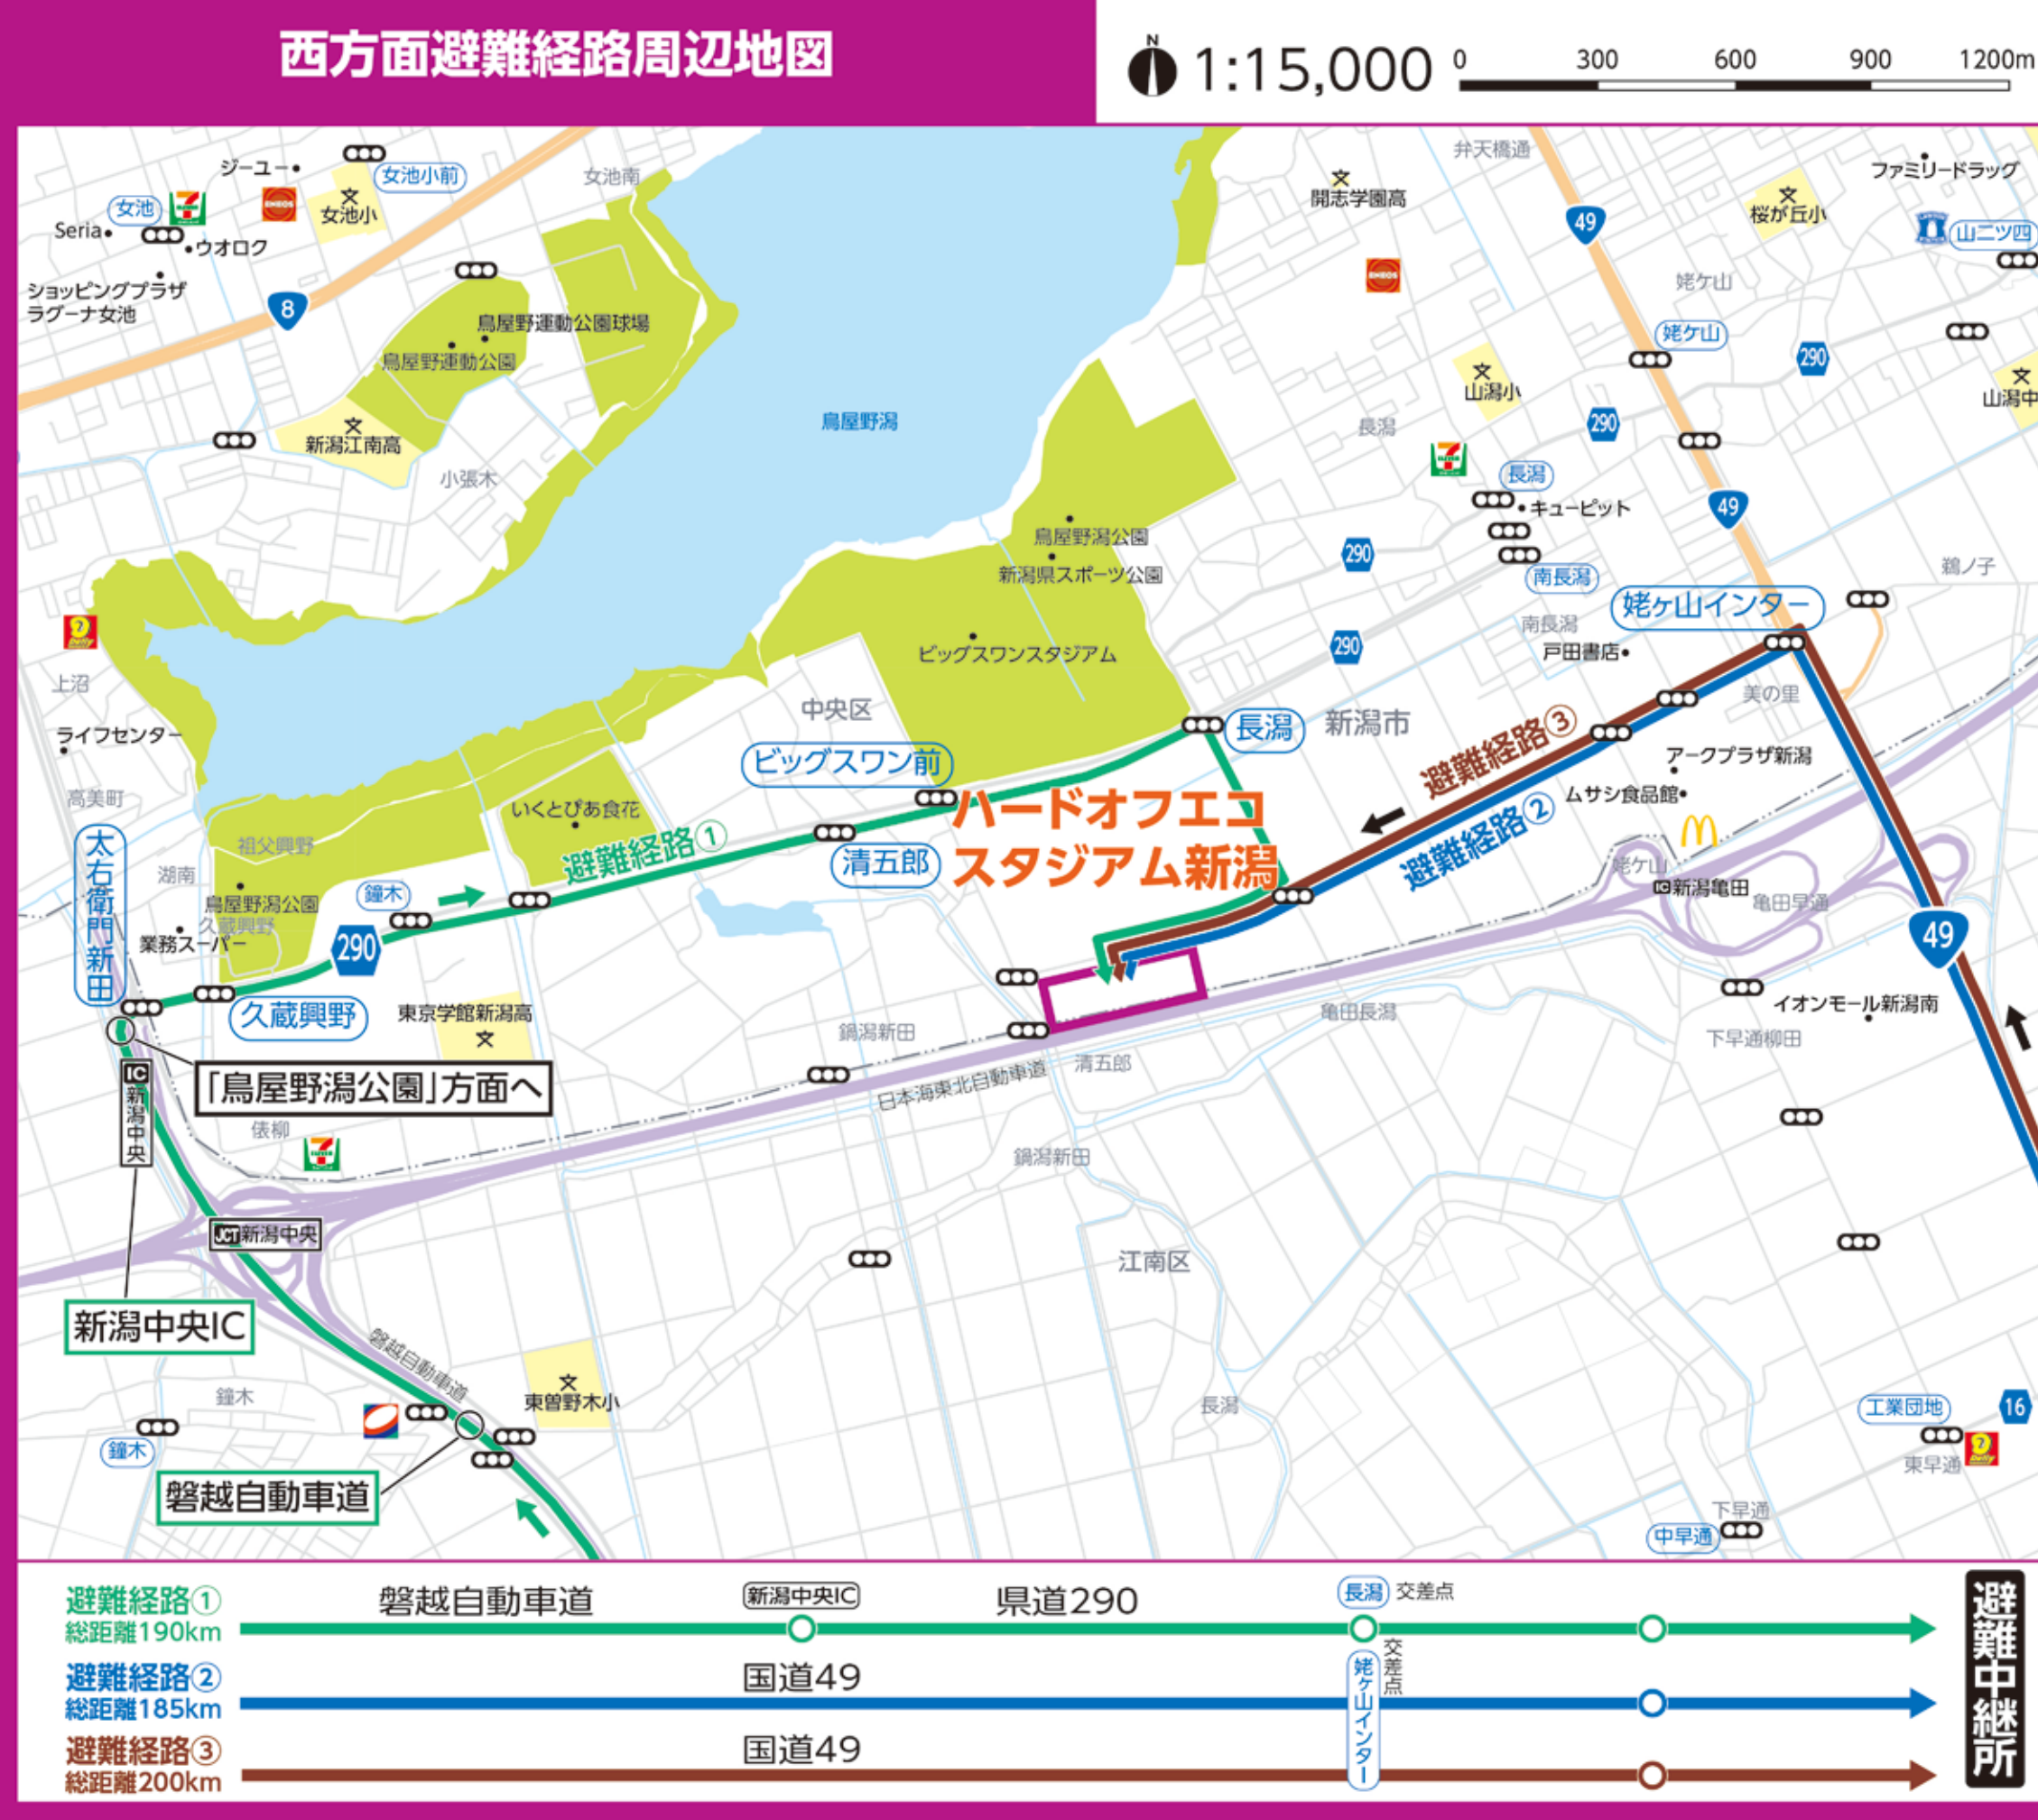 西方面避難経路周辺地図
N
1:15,000
0 300 600 900 1200m
ジーユー
女池小前
女池南
弁天橋通
ファミリードラッグ
女池
ENEOS
女池小
開志学園高
49
桜が丘小
Seria
ウオロク
山二ツ四
ENEOS
ショッピングプラザ
ラグーナ女池
8
鳥屋野運動公園球場
鳥屋野運動公園
姥ケ山
姥ケ山
290
山潟小
山潟中
鳥屋野潟
長潟
290
新潟江南高
小張木
長潟
キューピット
49
鳥屋野潟公園
新潟県スポーツ公園
290
南長潟
鵜ノ子
姥ヶ山インター
南長潟
戸田書店
290
ビッグスワンスタジアム
上沼
中央区
美の里
ライフセンター
長潟
新潟市
避難経路③
アークプラザ新潟
ビッグスワン前
高美町
ムサシ食品館
いくとぴあ食花
ハードオフエコ
スタジアム新潟
避難経路①
避難経路②
太右衛門新田
祖父興野
清五郎
湖南
姥ケ山
IC新潟亀田
亀田早通
鳥屋野潟公園
鐘木
久蔵興野
業務スーパー
290
49
久蔵興野
東京学館新潟高
鍋潟新田
亀田長潟
イオンモール新潟南
下早通柳田
「鳥屋野潟公園」方面へ
IC新潟中央
清五郎
日本海東北自動車道
俵柳
鍋潟新田
JCT新潟中央
江南区
新潟中央IC
磐越自動車道
鐘木
東曽野木小
長潟
工業団地
16
鐘木
東早通
磐越自動車道
下早通
中早通
避難経路①
総距離190km
磐越自動車道
新潟中央IC
県道290
長潟 交差点
避難経路②
総距離185km
国道49
姥ヶ山インター
交差点
避難経路③
総距離200km
国道49
避難中継所